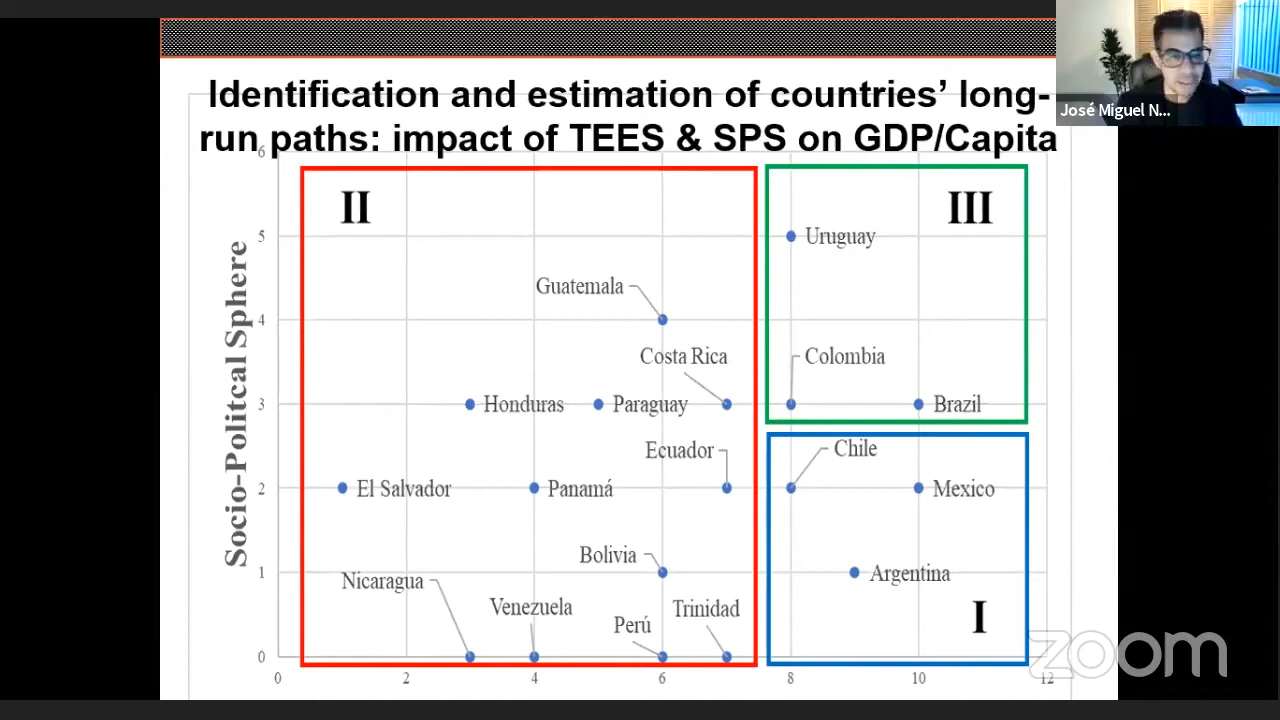 Identification and estimation of countries’ long-
run paths: impact of TEES & SPS on GDP/Capita
José Miguel N...
6
II
III
5
Uruguay
Guatemala
4
Costa Rica
Colombia
3
Honduras
Paraguay
Brazil
Ecuador
Chile
2
El Salvador
Panamá
Mexico
Bolivia
1
Nicaragua
Argentina
Venezuela
Perú
Trinidad
I
0
Socio-Politcal Sphere
0
2
4
6
8
10
12
zoom